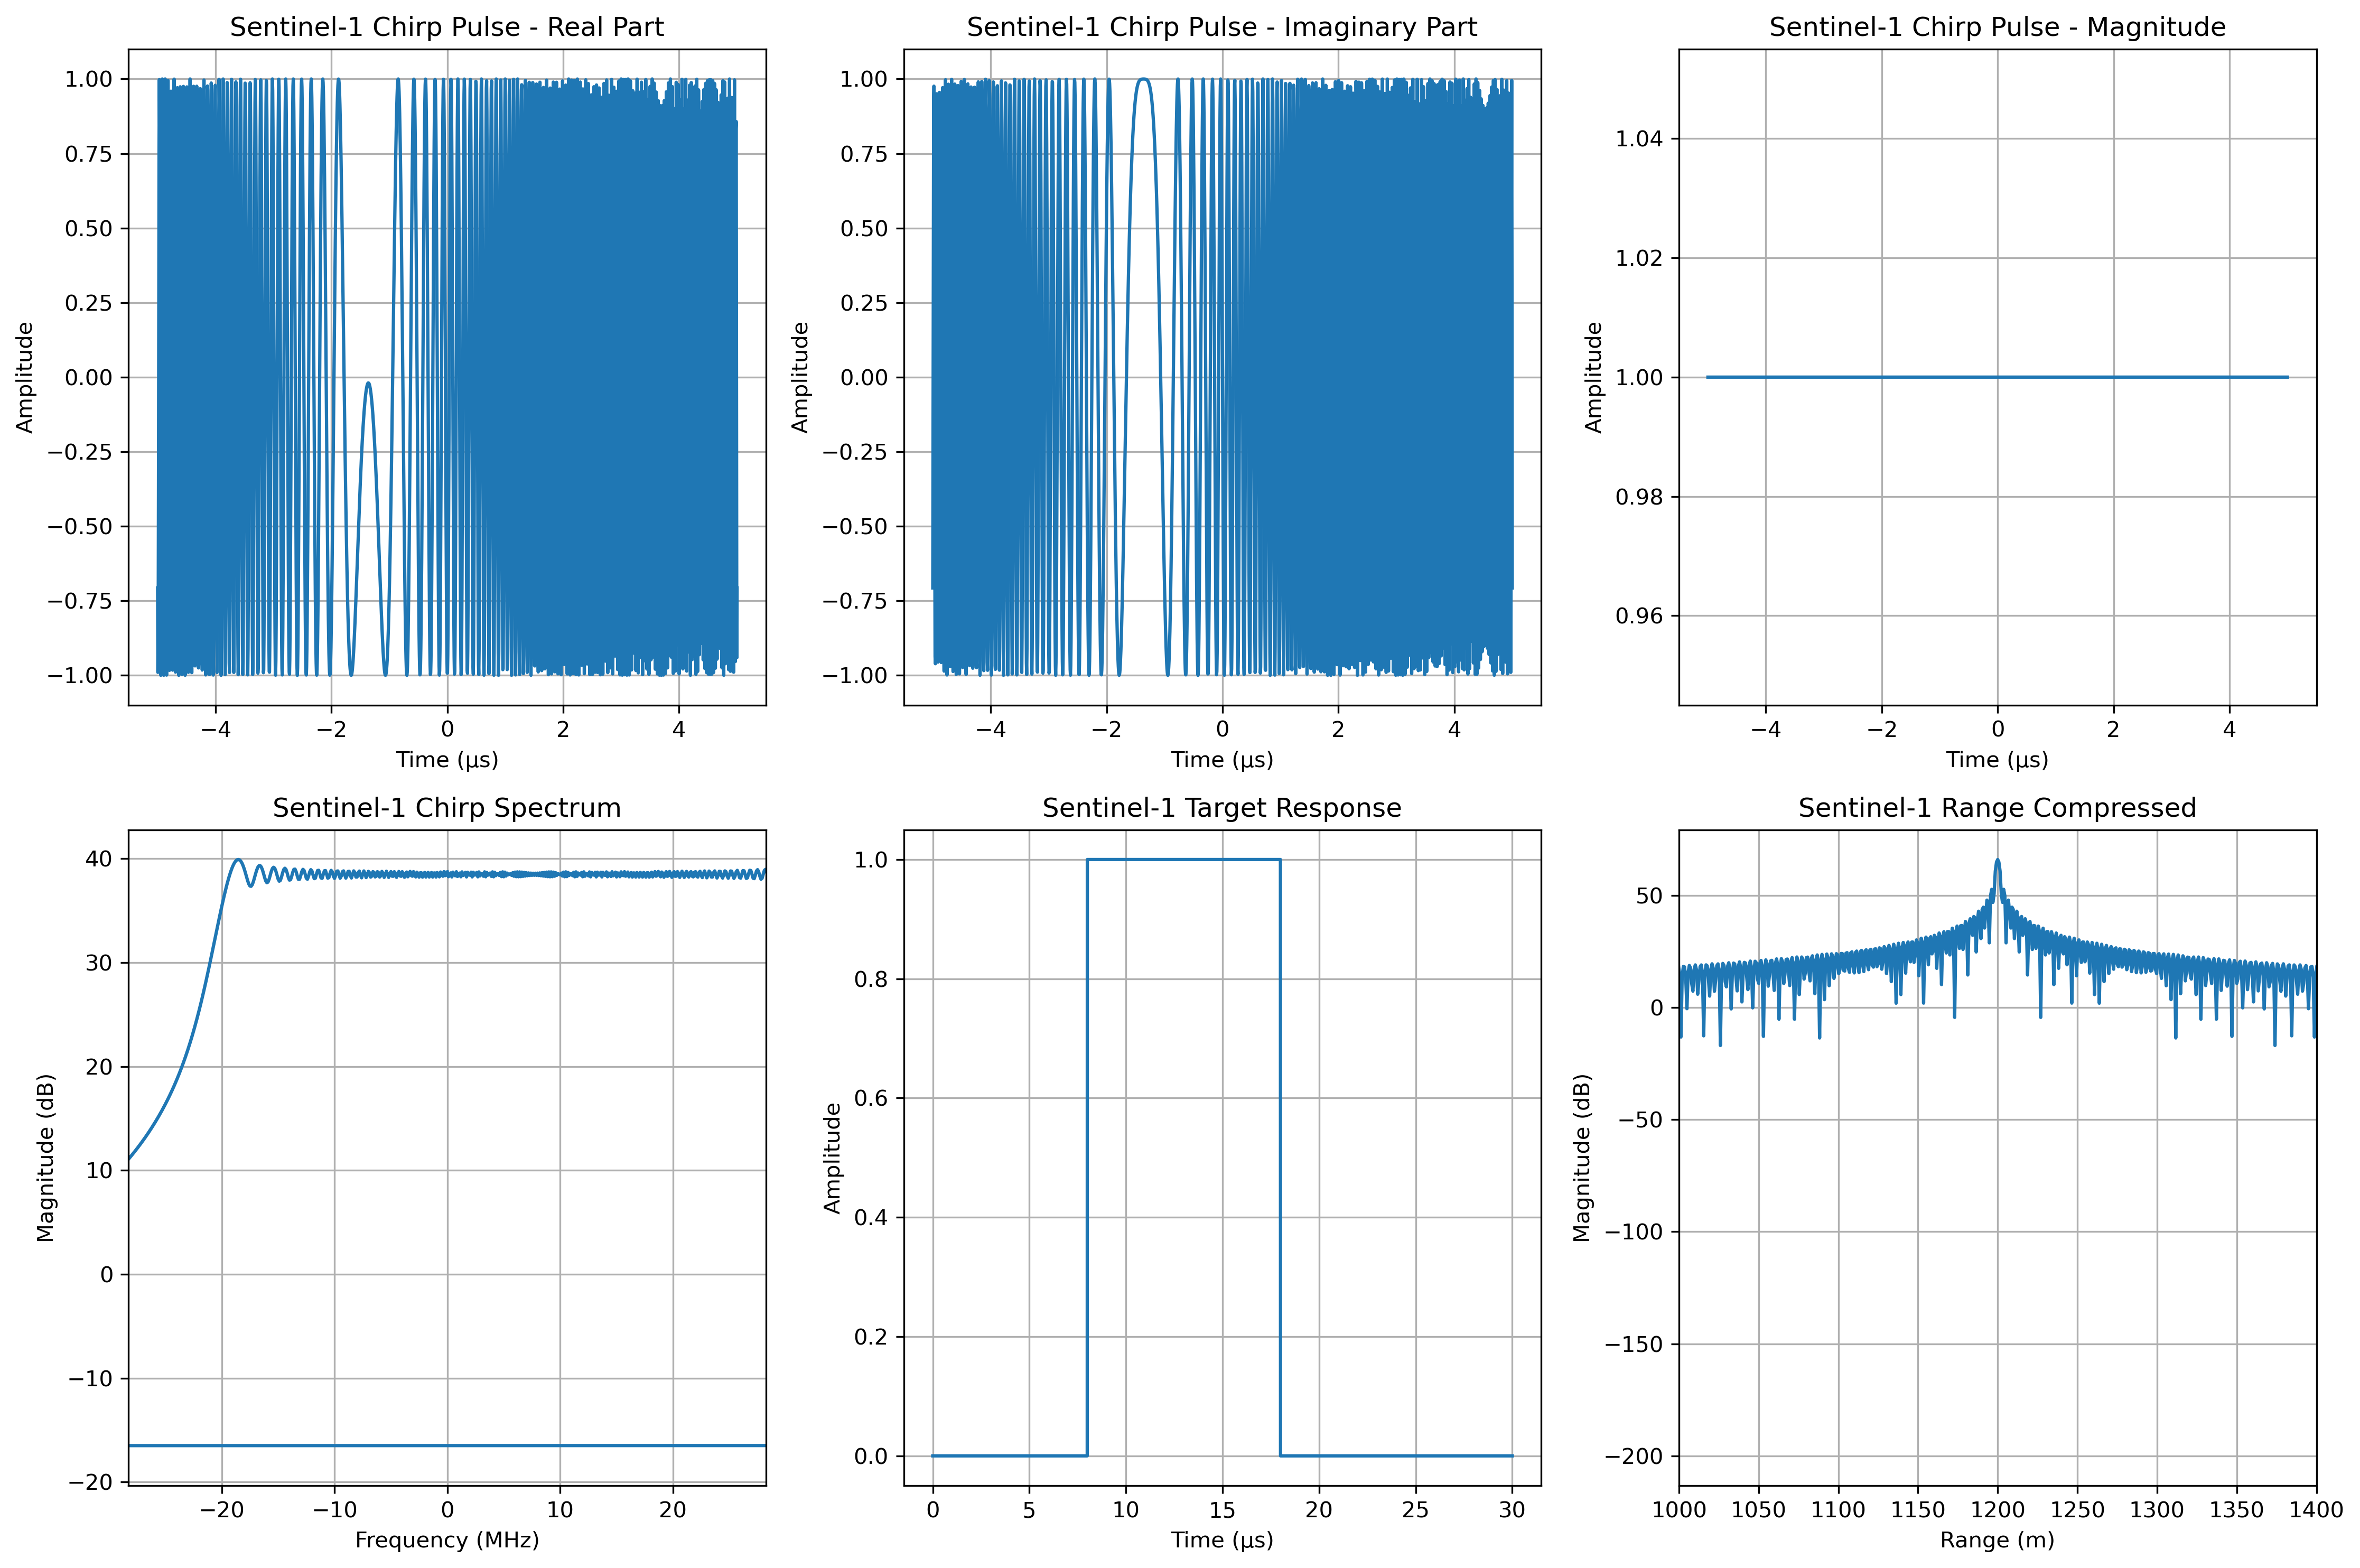 Sentinel-1 Chirp Pulse - Real Part
1.00
0.75
0.50
0.25
0.00
−0.25
−0.50
−0.75
−1.00
Amplitude
−4 −2 0 2 4
Time (μs)
Sentinel-1 Chirp Pulse - Imaginary Part
1.00
0.75
0.50
0.25
0.00
−0.25
−0.50
−0.75
−1.00
Amplitude
−4 −2 0 2 4
Time (μs)
Sentinel-1 Chirp Pulse - Magnitude
1.04
1.02
1.00
0.98
0.96
Amplitude
−4 −2 0 2 4
Time (μs)
Sentinel-1 Chirp Spectrum
40
30
20
10
0
−10
−20
Magnitude (dB)
−20 −10 0 10 20
Frequency (MHz)
Sentinel-1 Target Response
1.0
0.8
0.6
0.4
0.2
0.0
Amplitude
0 5 10 15 20 25 30
Time (μs)
Sentinel-1 Range Compressed
50
0
−50
−100
−150
−200
Magnitude (dB)
1000 1050 1100 1150 1200 1250 1300 1350 1400
Range (m)